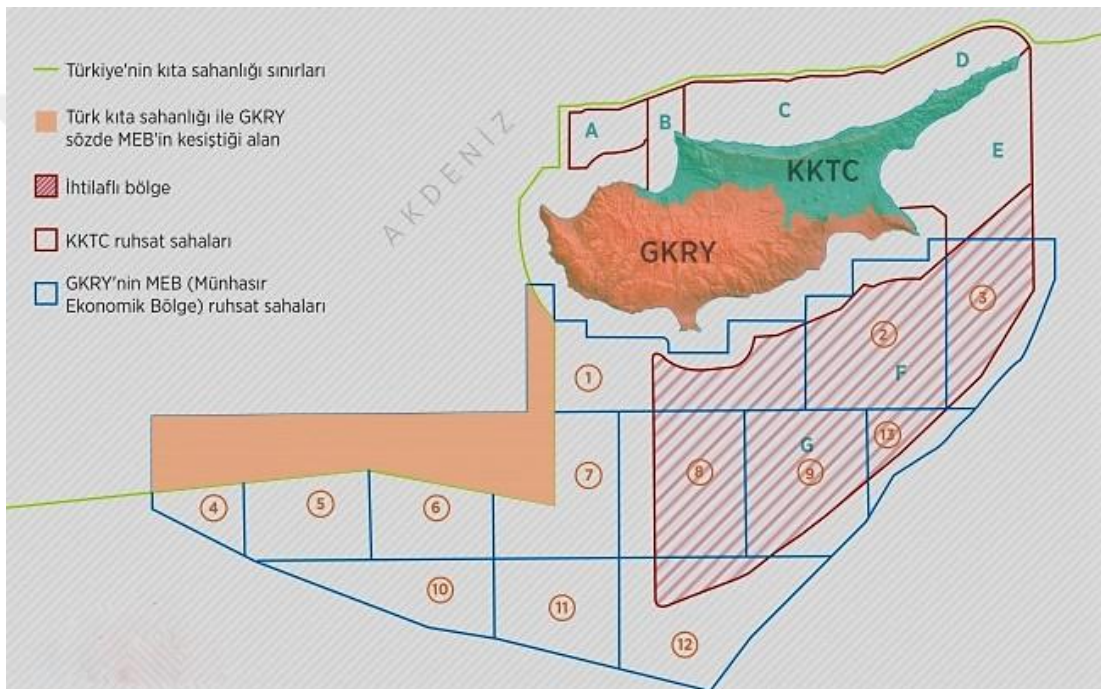 Türkiye'nin kıta sahanlığı sınırları
Türk kıta sahanlığı ile GKRY
sözde MEB'in kesiştiği alan
İhtilaflı bölge
KKTC ruhsat sahaları
GKRY'nin MEB (Münhasır
Ekonomik Bölge) ruhsat sahaları
AKDENİZ
A
B
C
D
E
KKTC
GKRY
3
2
F
1
G
13
7
8
9
4
5
6
10
11
12